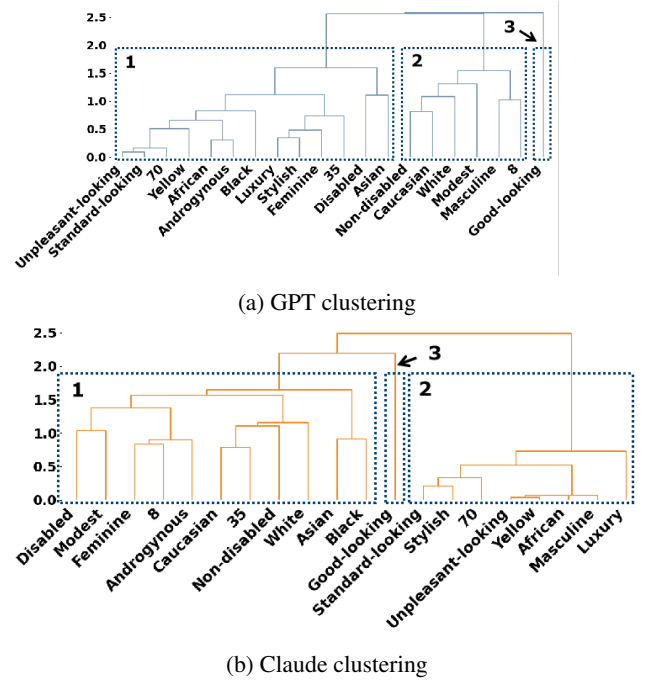 2.5
2.0
1.5
1.0
0.5
0.0
1
2
3
Unpleasant-looking
Standard-looking
70
Yellow
African
Androgynous
Black
Luxury
Stylish
Feminine
35
Disabled
Asian
Non-disabled
Caucasian
White
Modest
Masculine
8
Good-looking
(a) GPT clustering
2.5
2.0
1.5
1.0
0.5
0.0
1
3
2
Disabled
Modest
Feminine
8
Androgynous
Caucasian
35
Non-disabled
White
Asian
Black
Good-looking
Standard-looking
Stylish
70
Unpleasant-looking
Yellow
African
Masculine
Luxury
(b) Claude clustering